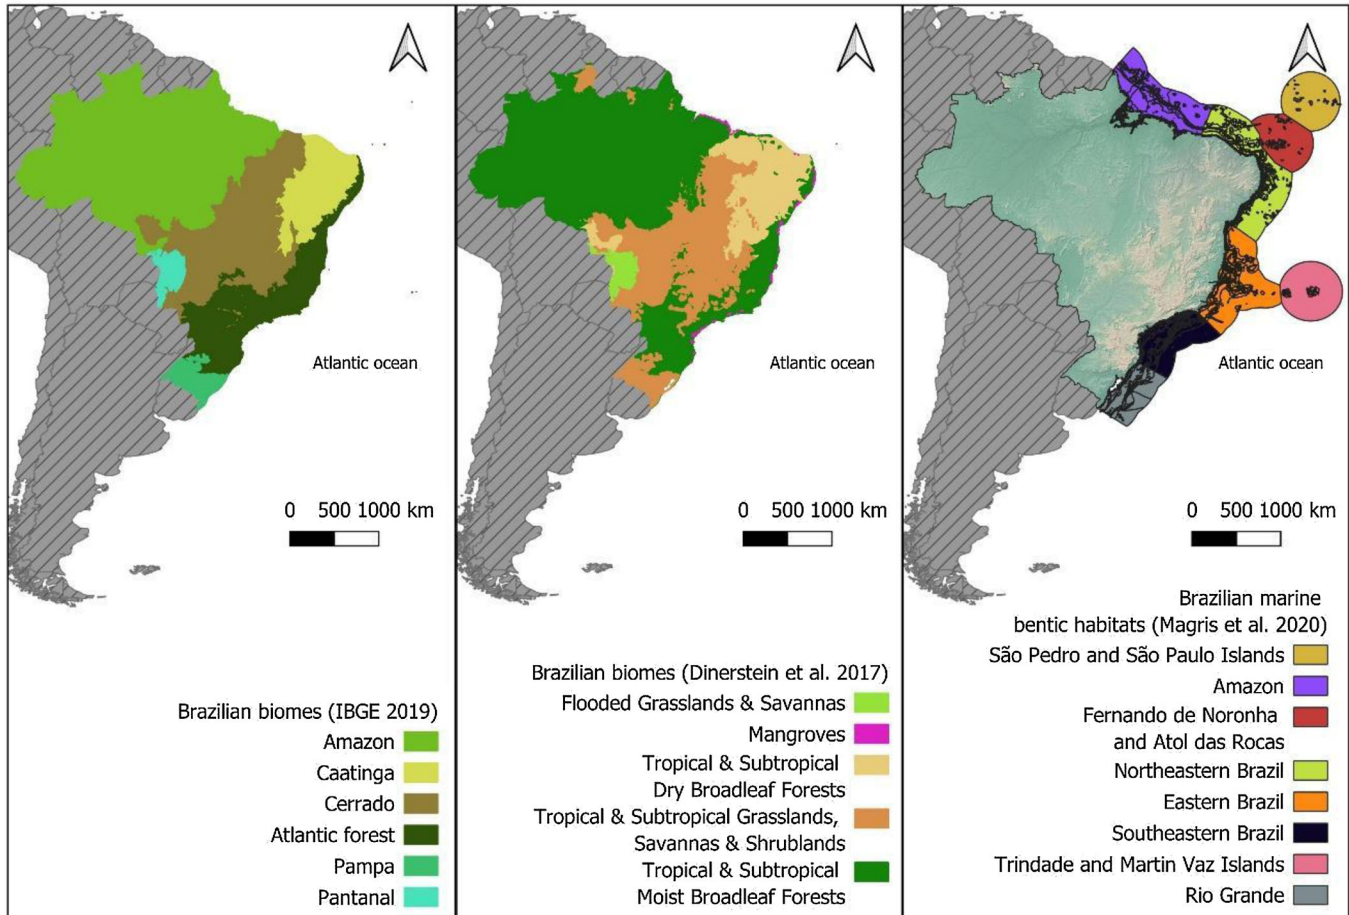 Atlantic ocean
0 500 1000 km
Brazilian biomes (IBGE 2019)
Amazon
Caatinga
Cerrado
Atlantic forest
Pampa
Pantanal
Atlantic ocean
0 500 1000 km
Brazilian biomes (Dinerstein et al. 2017)
Flooded Grasslands & Savannas
Mangroves
Tropical & Subtropical
Dry Broadleaf Forests
Tropical & Subtropical Grasslands,
Savannas & Shrublands
Tropical & Subtropical
Moist Broadleaf Forests
Atlantic ocean
0 500 1000 km
Brazilian marine
bentic habitats (Magris et al. 2020)
São Pedro and São Paulo Islands
Amazon
Fernando de Noronha
and Atol das Rocas
Northeastern Brazil
Eastern Brazil
Southeastern Brazil
Trindade and Martin Vaz Islands
Rio Grande